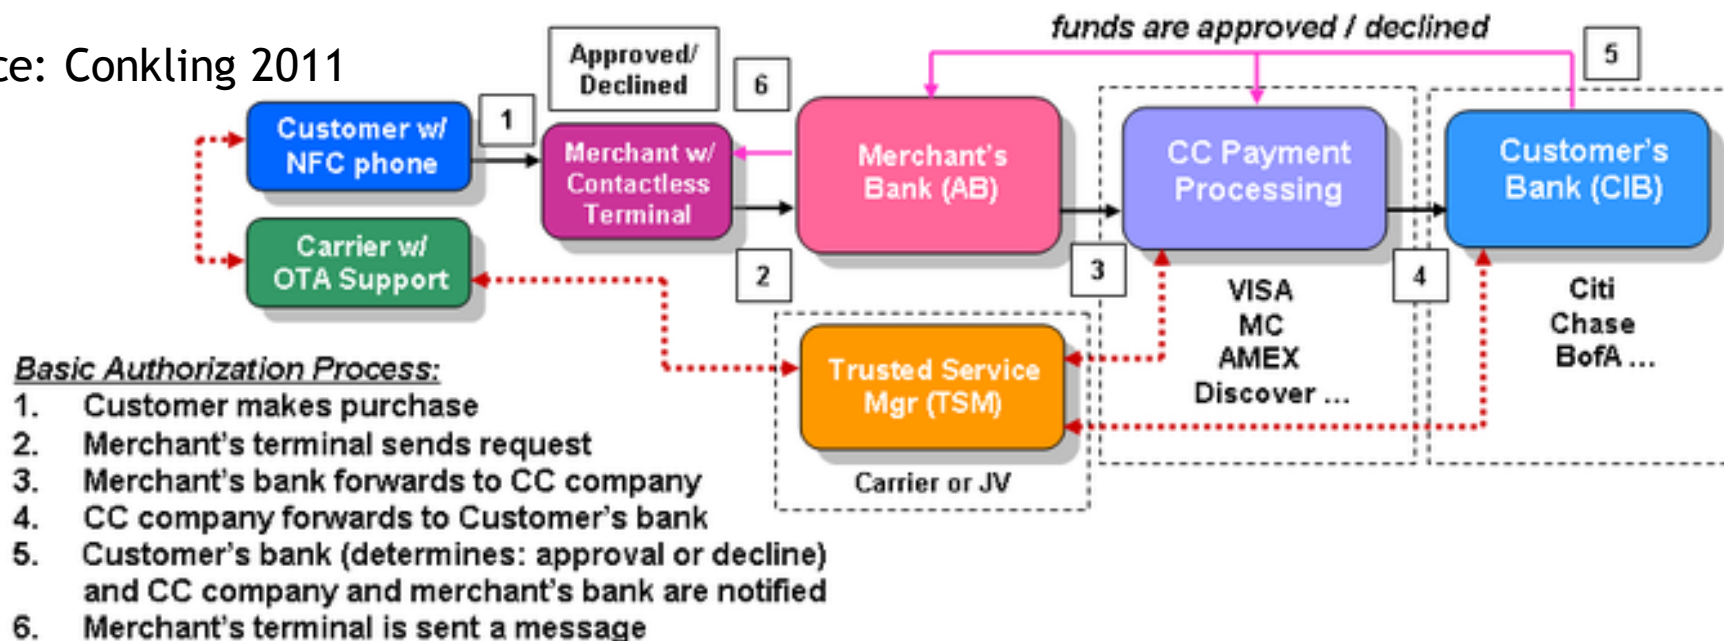 ce: Conkling 2011
funds are approved / declined
5
Approved/
Declined
6
1
Customer w/
NFC phone
Merchant w/
Contactless
Terminal
Merchant's
Bank (AB)
CC Payment
Processing
Customer's
Bank (CIB)
Carrier w/
OTA Support
2
3
4
VISA
MC
AMEX
Discover ...
Citi
Chase
BofA ...
Trusted Service
Mgr (TSM)
Carrier or JV
Basic Authorization Process:
1. Customer makes purchase
2. Merchant's terminal sends request
3. Merchant's bank forwards to CC company
4. CC company forwards to Customer's bank
5. Customer's bank (determines: approval or decline)
and CC company and merchant's bank are notified
6. Merchant's terminal is sent a message